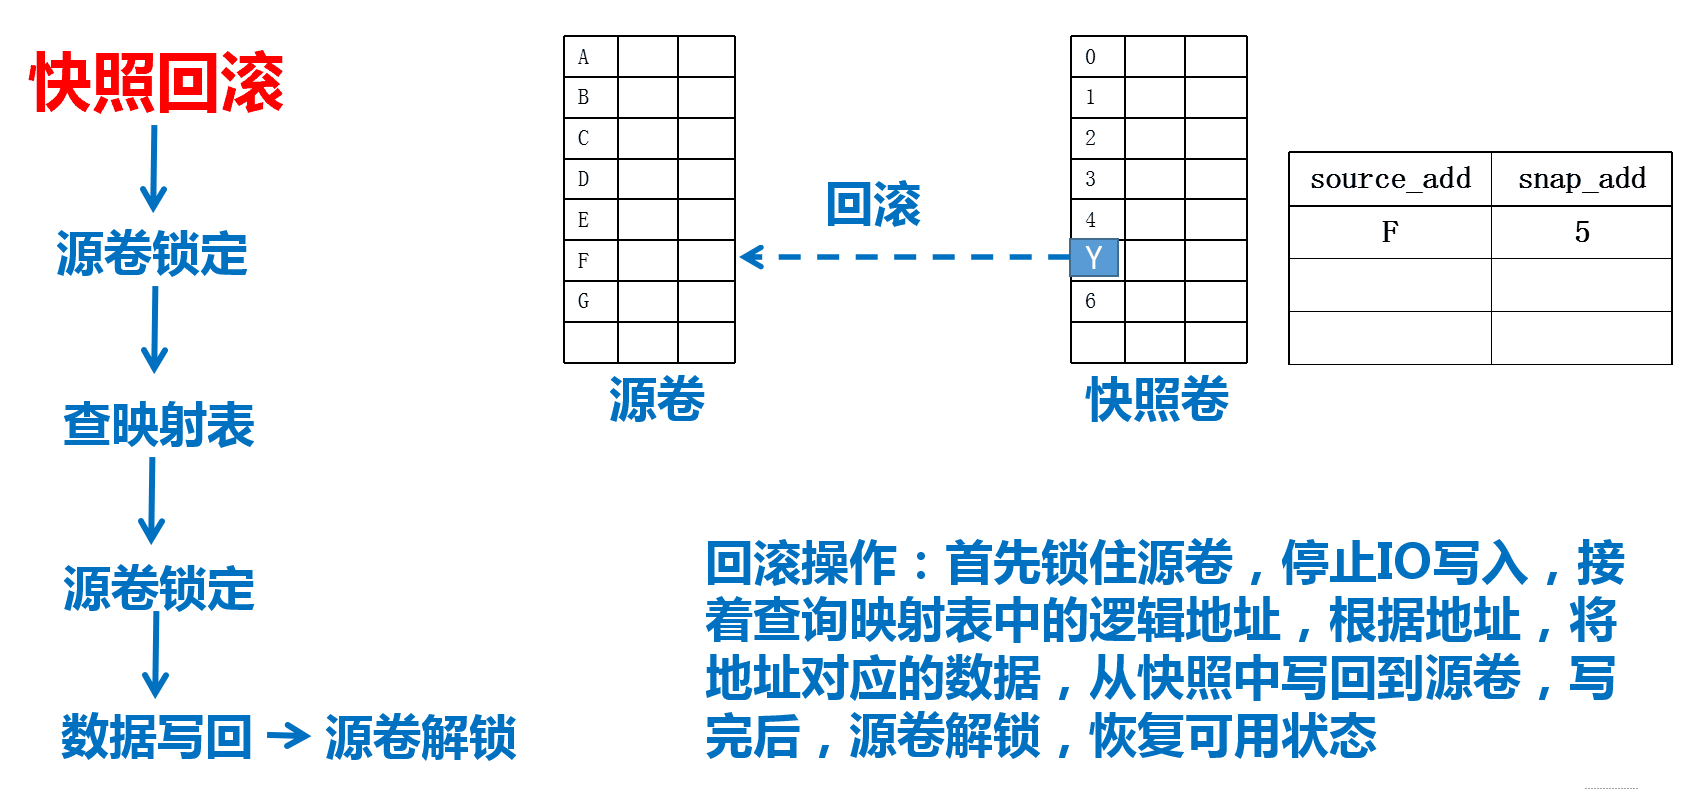 快照回滚
源卷锁定
查映射表
源卷锁定
数据写回
源卷解锁
A
B
C
D
E
F
G
源卷
回滚
0
1
2
3
4
Y
6
快照卷
source_add snap_add
F 5
回滚操作：首先锁住源卷，停止IO写入，接
着查询映射表中的逻辑地址，根据地址，将
地址对应的数据，从快照中写回到源卷，写
完后，源卷解锁，恢复可用状态